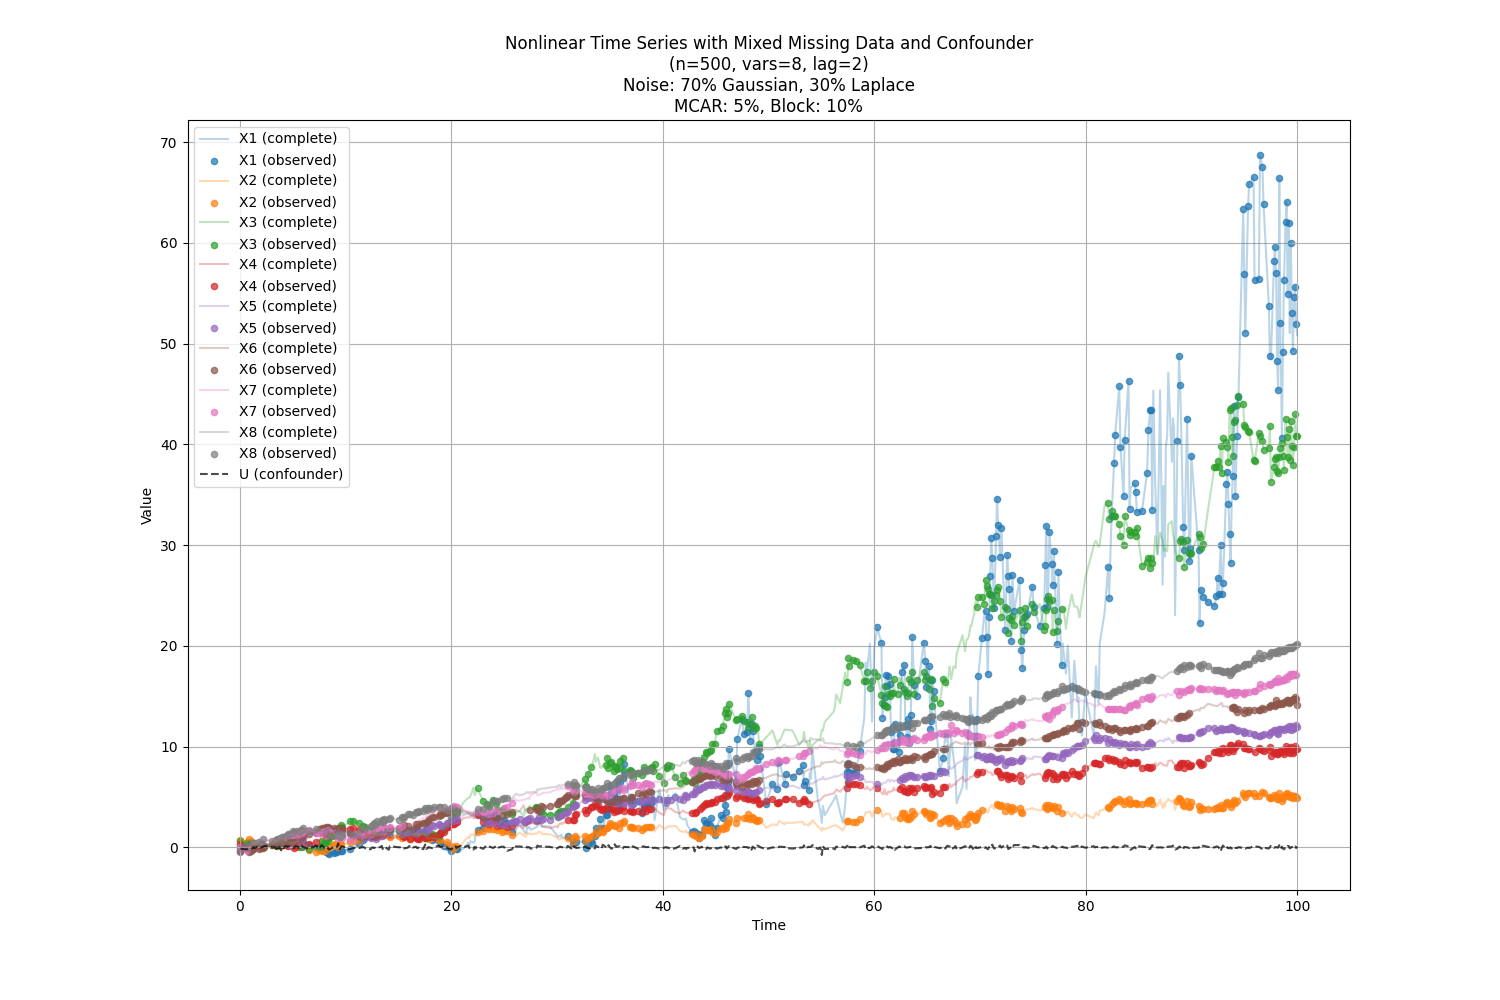 Nonlinear Time Series with Mixed Missing Data and Confounder
(n=500, vars=8, lag=2)
Noise: 70% Gaussian, 30% Laplace
MCAR: 5%, Block: 10%
X1 (complete)
X1 (observed)
X2 (complete)
X2 (observed)
X3 (complete)
X3 (observed)
X4 (complete)
X4 (observed)
X5 (complete)
X5 (observed)
X6 (complete)
X6 (observed)
X7 (complete)
X7 (observed)
X8 (complete)
X8 (observed)
U (confounder)
Value
70
60
50
40
30
20
10
0
0 20 40 60 80 100
Time